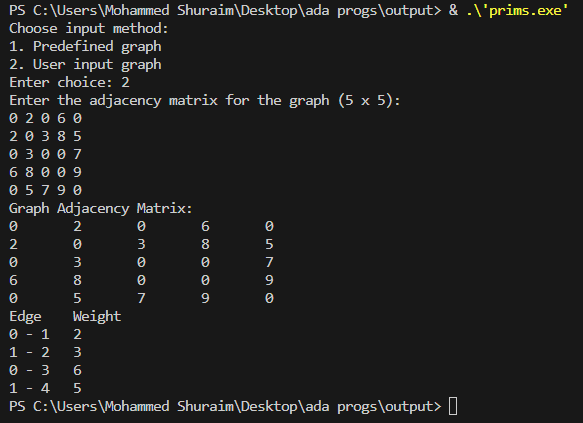 PS C:\Users\Mohammed Shuraim\Desktop\ada progs\output> & .\'prims.exe'
Choose input method:
1. Predefined graph
2. User input graph
Enter choice: 2
Enter the adjacency matrix for the graph (5 x 5):
0 2 0 6 0
2 0 3 8 5
0 3 0 0 7
6 8 0 0 9
0 5 7 9 0
Graph Adjacency Matrix:
0 2 0 6 0
2 0 3 8 5
0 3 0 0 7
6 8 0 0 9
0 5 7 9 0
Edge Weight
0 - 1 2
1 - 2 3
0 - 3 6
1 - 4 5
PS C:\Users\Mohammed Shuraim\Desktop\ada progs\output>